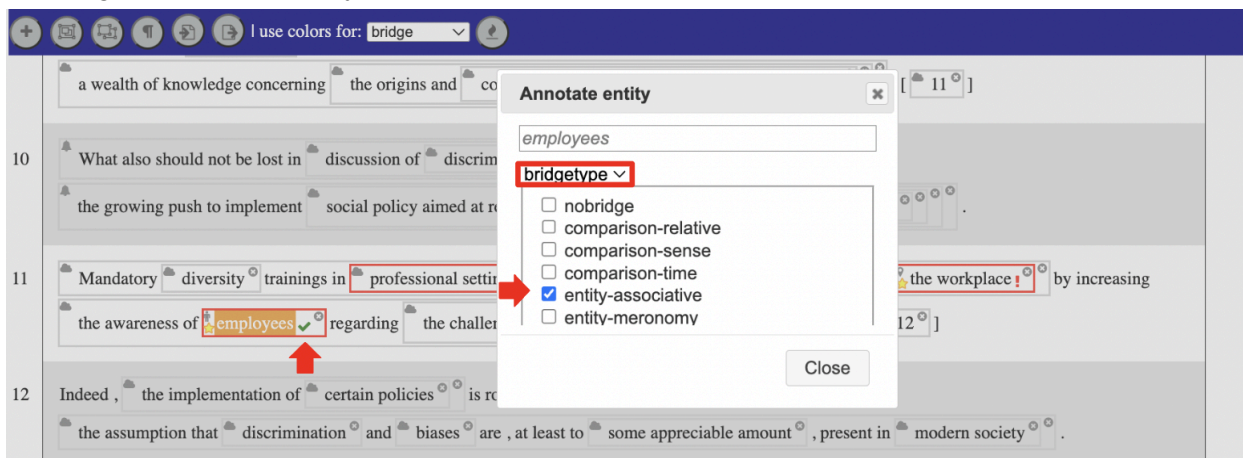 I use colors for: bridge
a wealth of knowledge concerning the origins and co [ 11 ]
Annotate entity
employees
bridgetype
nobridge
comparison-relative
comparison-sense
comparison-time
entity-associative
entity-meronomy
Close
10 What also should not be lost in discussion of discrim
the growing push to implement social policy aimed at re .
11 Mandatory diversity trainings in professional settin the workplace ! by increasing
the awareness of employees regarding the challen 12 ]
12 Indeed , the implementation of certain policies is ro
the assumption that discrimination and biases are , at least to some appreciable amount , present in modern society .